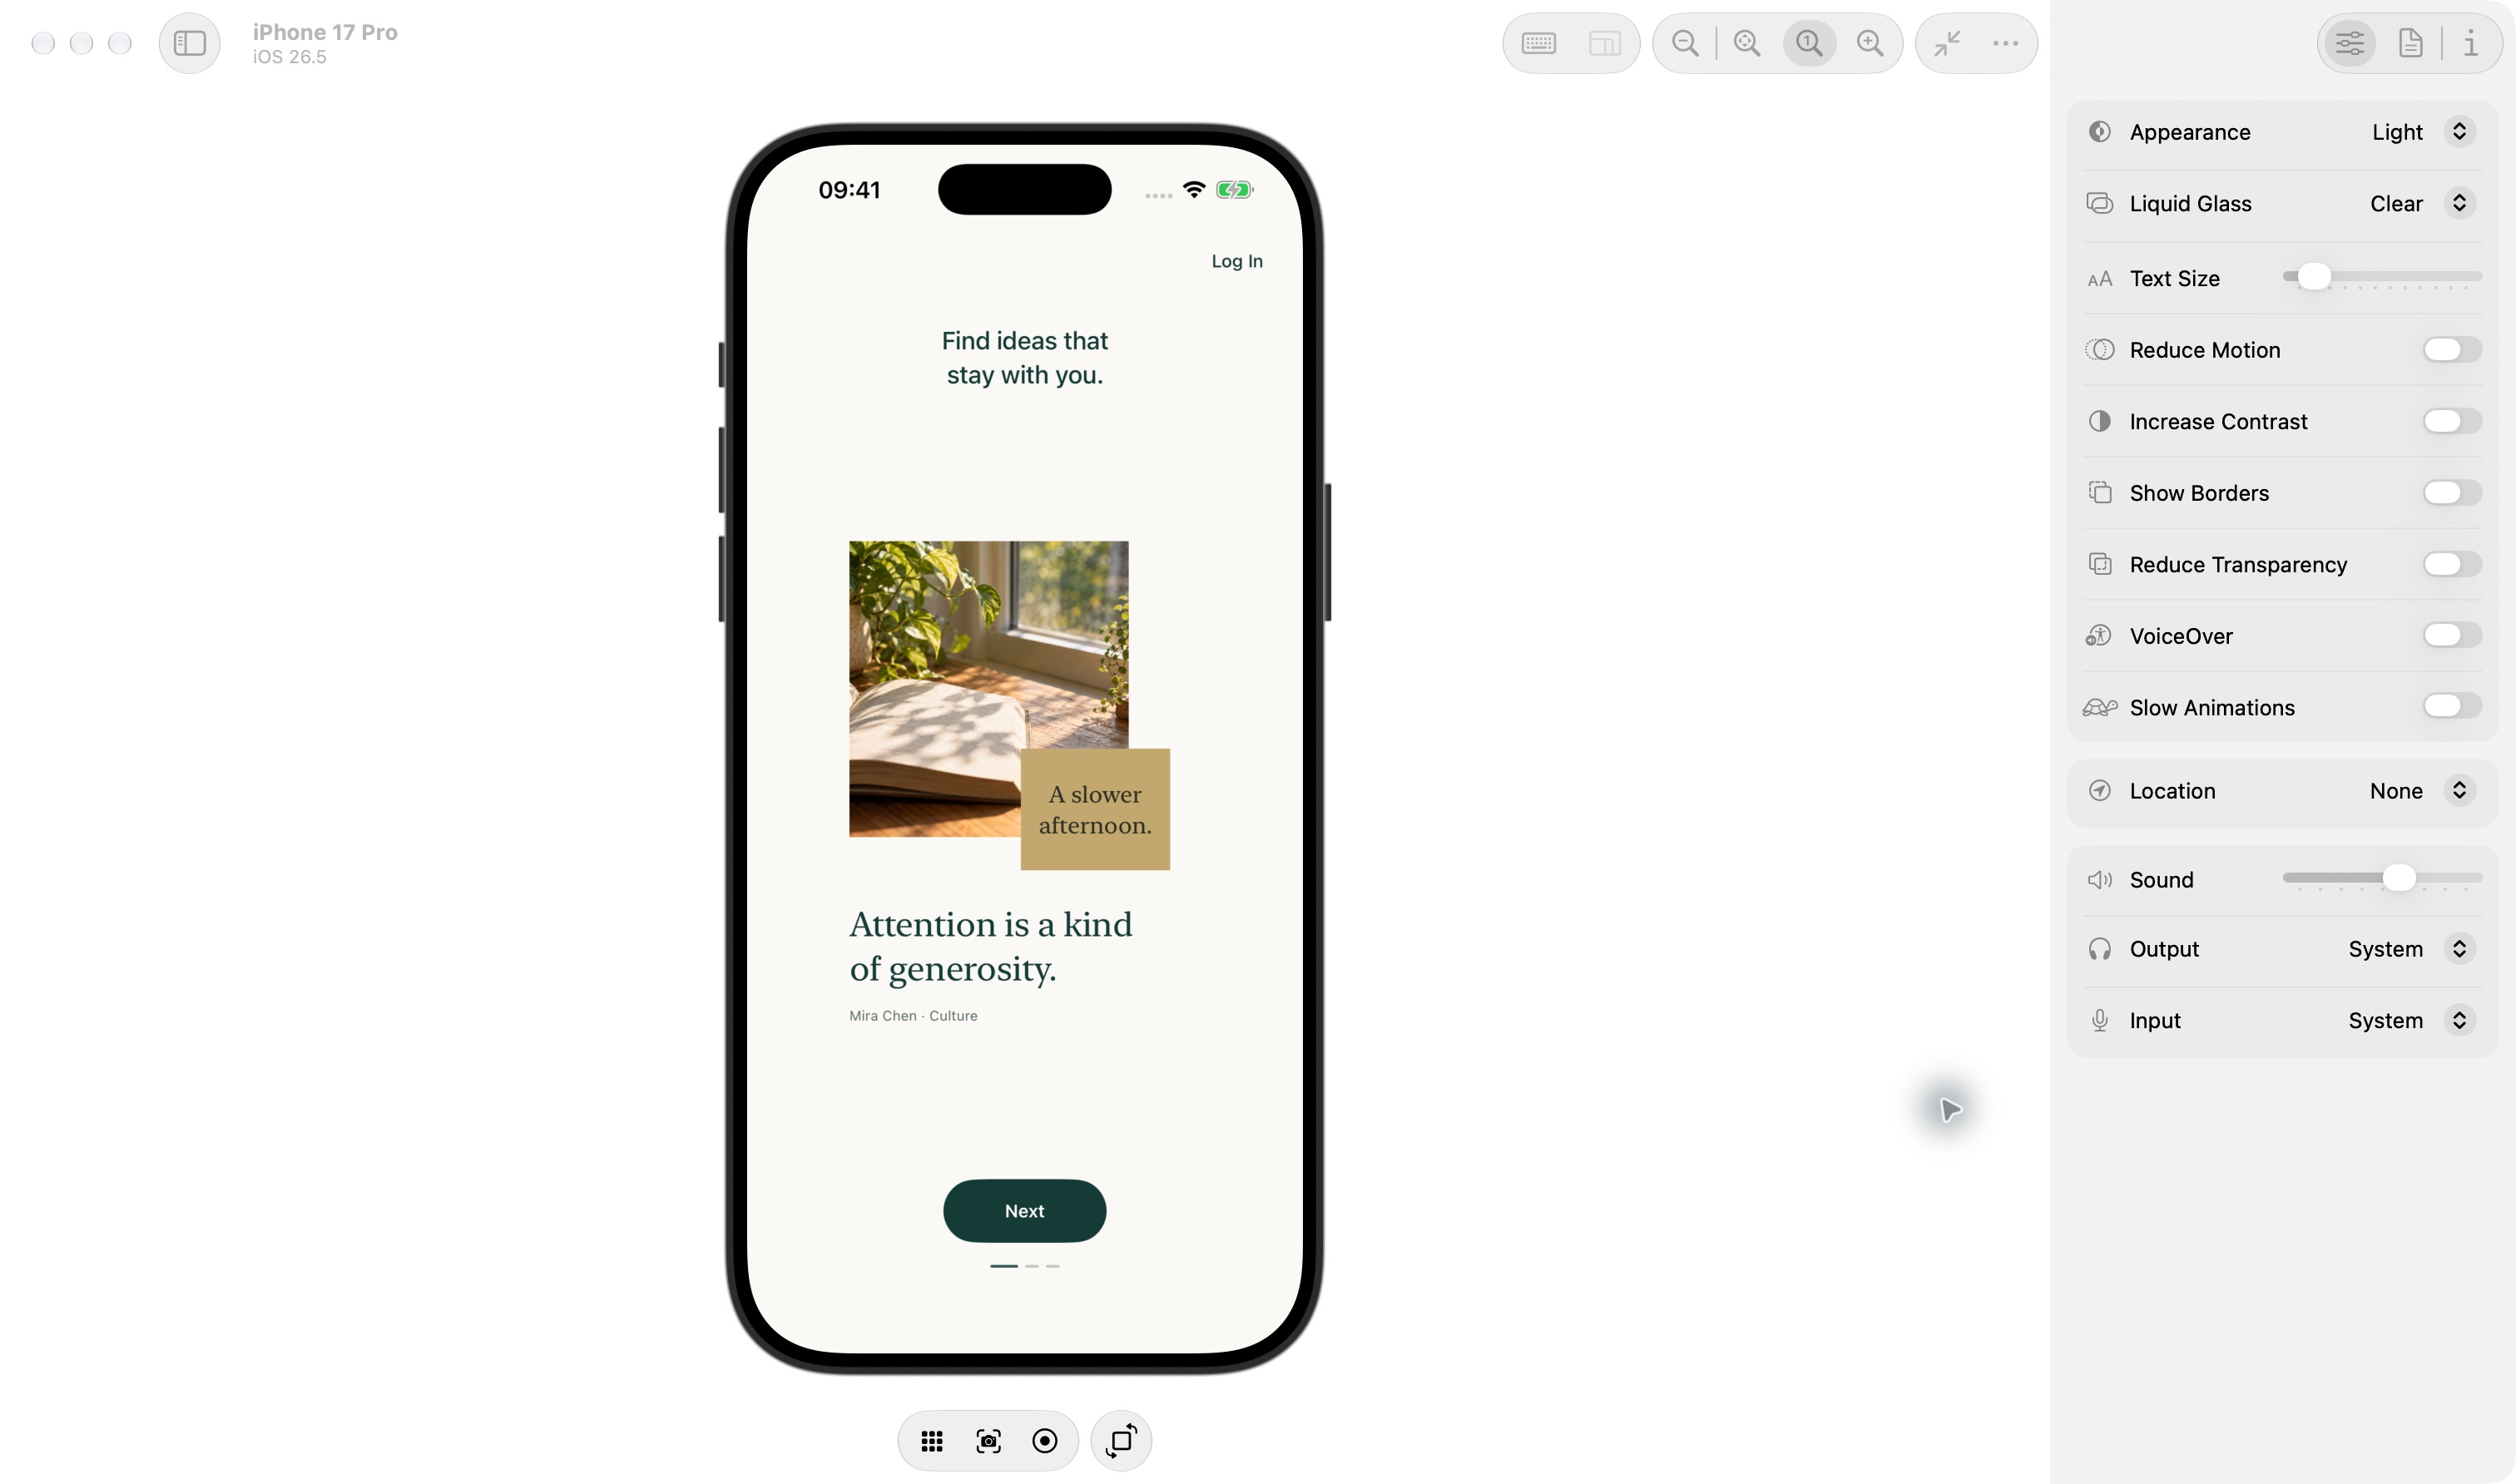 iPhone 17 Pro
iOS 26.5
09:41
Log In
Find ideas that
stay with you.
A slower
afternoon.
Attention is a kind
of generosity.
Mira Chen · Culture
Next
Appearance Light
Liquid Glass Clear
AA Text Size
Reduce Motion
Increase Contrast
Show Borders
Reduce Transparency
VoiceOver
Slow Animations
Location None
Sound
Output System
Input System